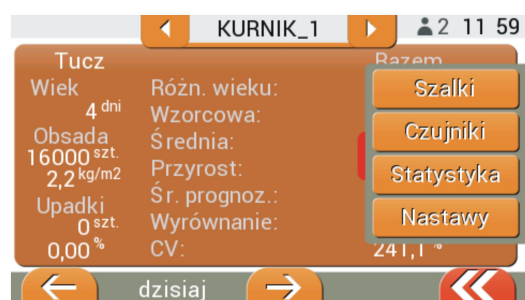 KURNIK_1 2 11 59
Tucz Razem
Wiek
4 dni
Obsada
16000 szt.
2,2 kg/m2
Upadki
0 szt.
0,00 %
Różn. wieku:
Wzorcowa:
Średnia:
Przyrost:
Śr. prognoz.:
Wyrównanie:
CV: 241,1 %
Szalki
Czujniki
Statystyka
Nastawy
dzisiaj